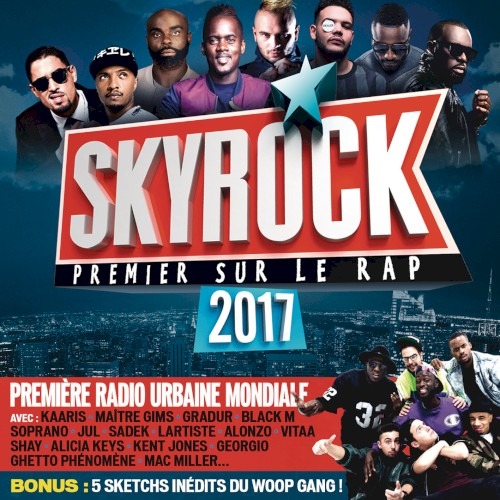 SKYROCK
PREMIER SUR LE RAP
2017
PREMIÈRE RADIO URBAINE MONDIALE
AVEC : KAARIS • MAÎTRE GIMS • GRADUR • BLACK M
SOPRANO • JUL • SADEK • LARTISTE • ALONZO • VITAA
SHAY • ALICIA KEYS • KENT JONES • GEORGIO
GHETTO PHÉNOMÈNE • MAC MILLER...
32
BONUS : 5 SKETCHS INÉDITS DU WOOP GANG !